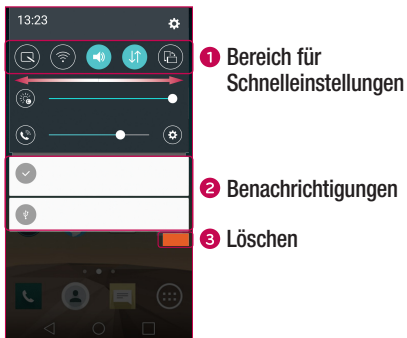 13:23
1 Bereich für
Schnelleinstellungen
2 Benachrichtigungen
3 Löschen